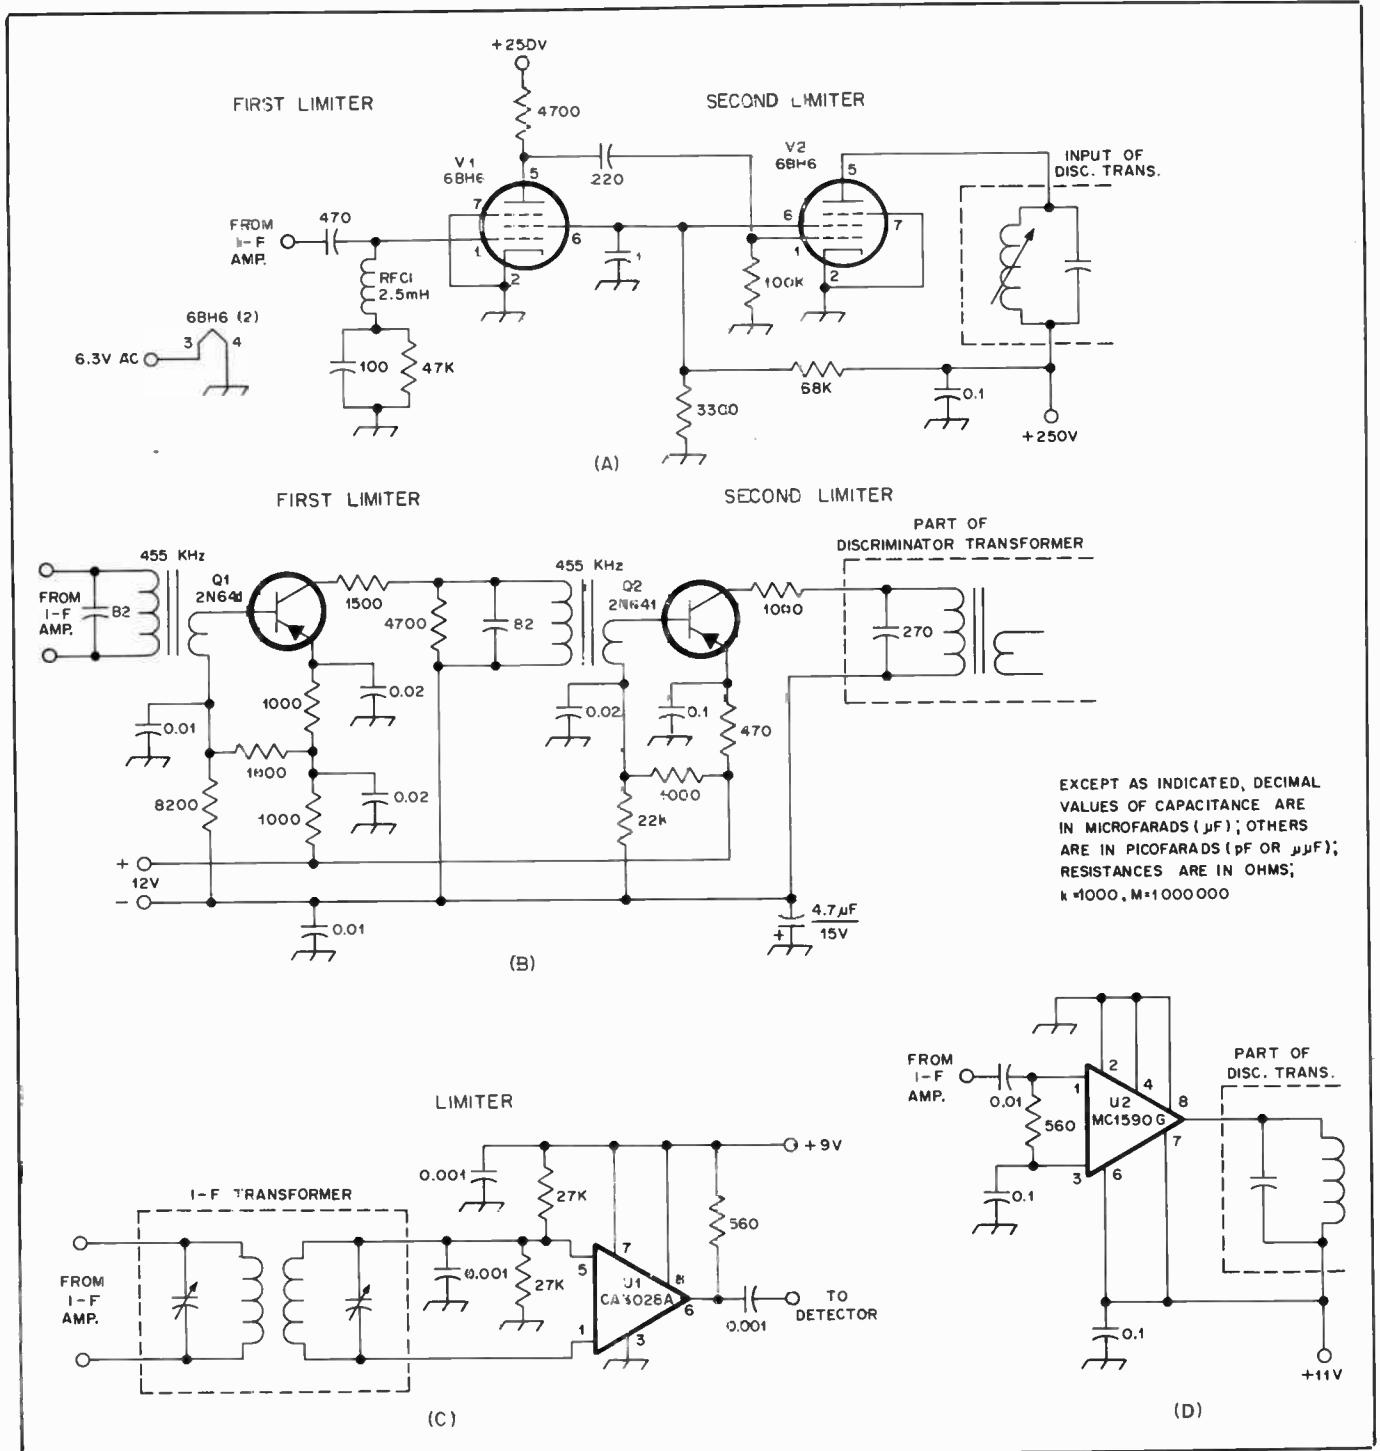 +250V
FIRST LIMITER
SECOND LIMITER
4700
V1
6BH6
5
7
1
6
2
220
V2
6BH6
5
6
7
1
2
INPUT OF
DISC. TRANS.
FROM
I-F
AMP.
470
RFC1
2.5mH
100
47K
6BH6 (2)
3
4
6.3V AC
100K
68K
3300
0.1
+250V
(A)
FIRST LIMITER
SECOND LIMITER
PART OF
DISCRIMINATOR TRANSFORMER
455 KHz
455 KHz
FROM
I-F
AMP.
82
Q1
1500
4700
82
Q2
2N641
1000
270
0.01
1000
0.02
0.02
0.1
470
1000
8200
1000
0.02
1000
22K
+
12V
-
0.01
4.7µF
15V
+
(B)
EXCEPT AS INDICATED, DECIMAL
VALUES OF CAPACITANCE ARE
IN MICROFARADS (µF); OTHERS
ARE IN PICOFARADS (pF OR µµF);
RESISTANCES ARE IN OHMS;
k=1000, M=1000000
LIMITER
I-F TRANSFORMER
FROM
I-F
AMP.
0.001
27K
+9V
560
0.001
27K
5
7
8
U1
CA3028A
6
1
3
0.001
TO
DETECTOR
(C)
FROM
I-F
AMP.
0.01
560
0.1
1
2
4
8
U2
MC1590G
7
3
6
PART OF
DISC. TRANS.
0.1
+11V
(D)